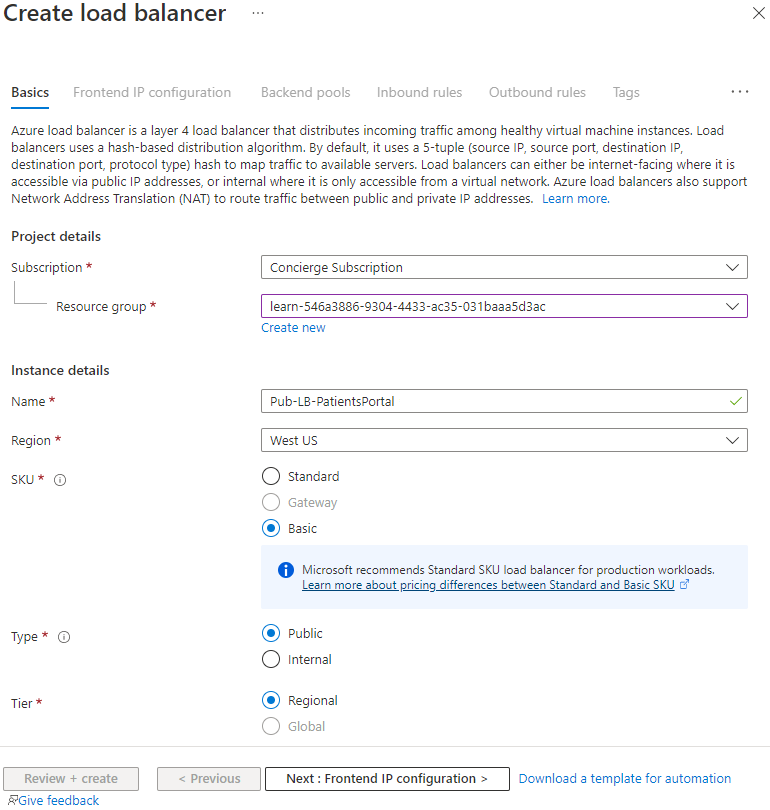 Create load balancer ...
Basics Frontend IP configuration Backend pools Inbound rules Outbound rules Tags ...
Azure load balancer is a layer 4 load balancer that distributes incoming traffic among healthy virtual machine instances. Load
balancers uses a hash-based distribution algorithm. By default, it uses a 5-tuple (source IP, source port, destination IP,
destination port, protocol type) hash to map traffic to available servers. Load balancers can either be internet-facing where it is
accessible via public IP addresses, or internal where it is only accessible from a virtual network. Azure load balancers also support
Network Address Translation (NAT) to route traffic between public and private IP addresses. Learn more.
Project details
Subscription * Concierge Subscription
Resource group * learn-546a3886-9304-4433-ac35-031baaa5d3ac
Create new
Instance details
Name * Pub-LB-PatientsPortal
Region * West US
SKU * Standard
Gateway
Basic
Microsoft recommends Standard SKU load balancer for production workloads.
Learn more about pricing differences between Standard and Basic SKU
Type * Public
Internal
Tier * Regional
Global
Review + create < Previous Next : Frontend IP configuration > Download a template for automation
Give feedback